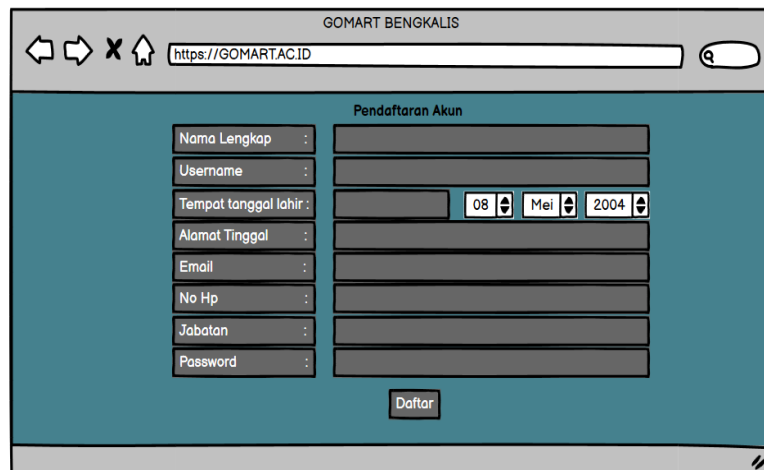 GOMART BENGKALIS
https://GOMART.AC.ID
Pendaftaran Akun
Nama Lengkap :
Username :
Tempat tanggal lahir : 08 Mei 2004
Alamat Tinggal :
Email :
No Hp :
Jabatan :
Password :
Daftar